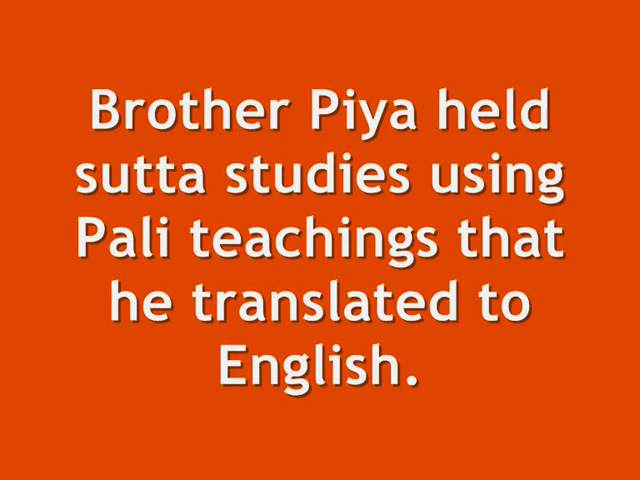 Brother Piya held
sutta studies using
Pali teachings that
he translated to
English.